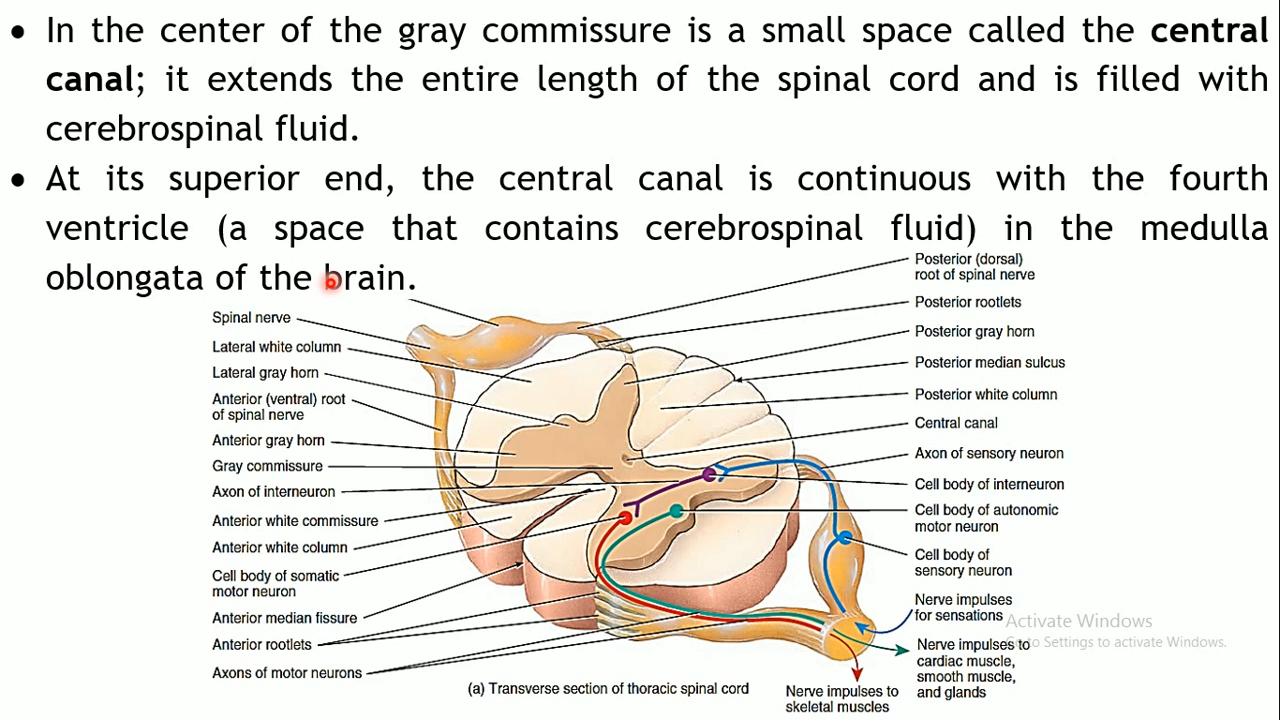 • In the center of the gray commissure is a small space called the central
canal; it extends the entire length of the spinal cord and is filled with
cerebrospinal fluid.
• At its superior end, the central canal is continuous with the fourth
ventricle (a space that contains cerebrospinal fluid) in the medulla
oblongata of the brain.
Spinal nerve
Lateral white column
Lateral gray horn
Anterior (ventral) root
of spinal nerve
Anterior gray horn
Gray commissure
Axon of interneuron
Anterior white commissure
Anterior white column
Cell body of somatic
motor neuron
Anterior median fissure
Anterior rootlets
Axons of motor neurons
Posterior (dorsal)
root of spinal nerve
Posterior rootlets
Posterior gray horn
Posterior median sulcus
Posterior white column
Central canal
Axon of sensory neuron
Cell body of interneuron
Cell body of autonomic
motor neuron
Cell body of
sensory neuron
Nerve impulses
for sensations
Nerve impulses to
cardiac muscle,
smooth muscle,
and glands
Nerve impulses to
skeletal muscles
(a) Transverse section of thoracic spinal cord
Activate Windows
Go to Settings to activate Windows.